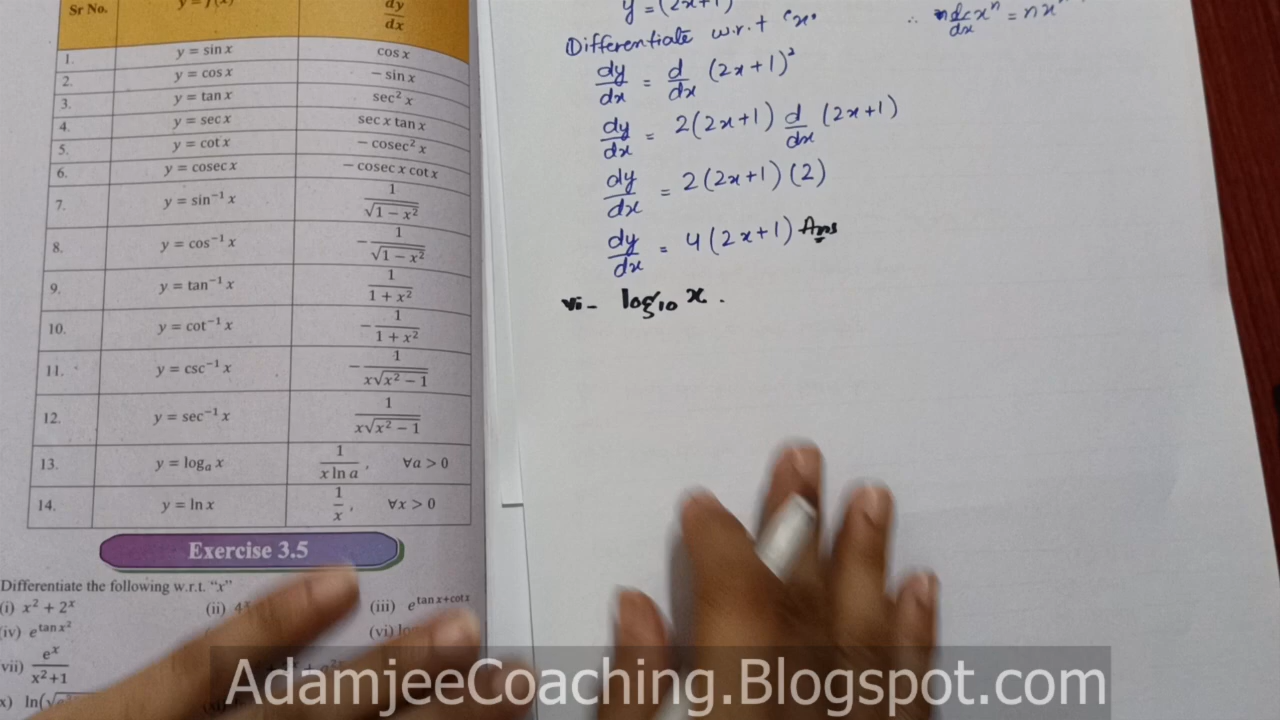 Sr No. y = f(x) dy/dx
1. y = sin x cos x
2. y = cos x − sin x
3. y = tan x sec² x
4. y = sec x sec x tan x
5. y = cot x − cosec² x
6. y = cosec x − cosec x cot x
7. y = sin⁻¹ x 1/√(1 − x²)
8. y = cos⁻¹ x − 1/√(1 − x²)
9. y = tan⁻¹ x 1/(1 + x²)
10. y = cot⁻¹ x − 1/(1 + x²)
11. y = csc⁻¹ x − 1/(x√(x² − 1))
12. y = sec⁻¹ x 1/(x√(x² − 1))
13. y = logₐ x 1/(x ln a), ∀a > 0
14. y = ln x 1/x, ∀x > 0
Exercise 3.5
Differentiate the following w.r.t. “x”
(i) x² + 2ˣ (ii) (iii) e^(tan x+cot x)
(iv) e^(tan x²) (vi)
vii) eˣ/(x²+1)
x) ln(√
y = (2x+1)
∴ d/dx xⁿ = nx
Differentiate w.r.t 'x'
dy/dx = d/dx (2x+1)²
dy/dx = 2(2x+1) d/dx (2x+1)
dy/dx = 2(2x+1)(2)
dy/dx = 4(2x+1) Ans
vi- log₁₀ x.
AdamjeeCoaching.Blogspot.com